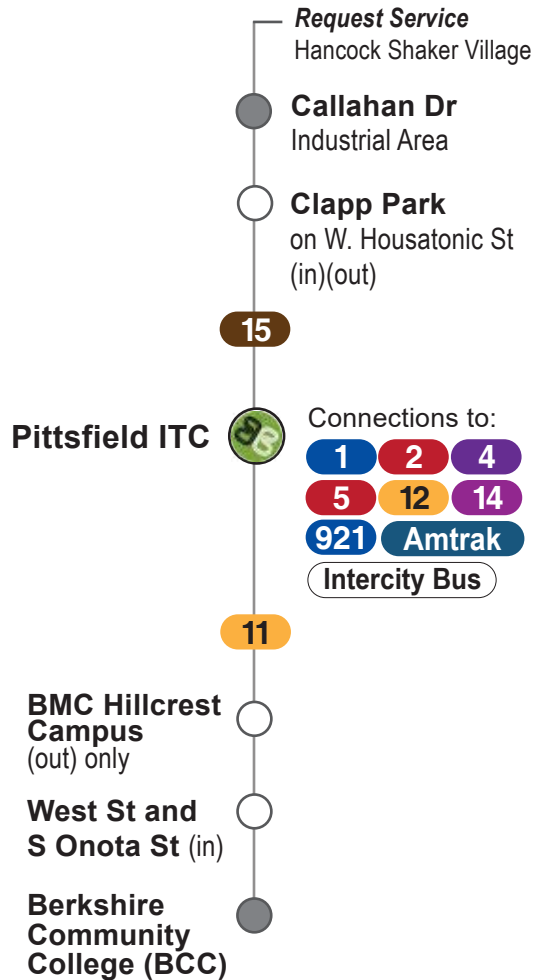 Request Service
Hancock Shaker Village
Callahan Dr
Industrial Area
Clapp Park
on W. Housatonic St
(in)(out)
15
Pittsfield ITC
Connections to:
1 2 4
5 12 14
921 Amtrak
Intercity Bus
11
BMC Hillcrest
Campus
(out) only
West St and
S Onota St (in)
Berkshire
Community
College (BCC)